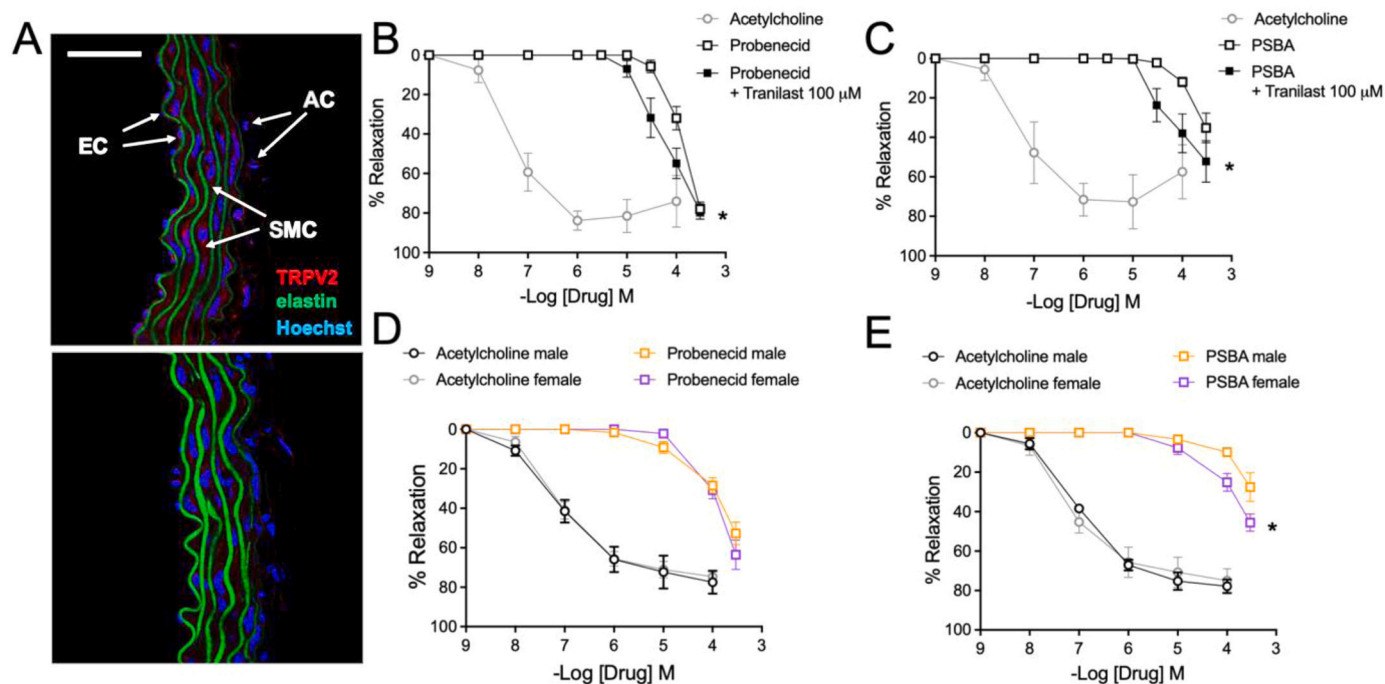 A
EC
AC
SMC
TRPV2
elastin
Hoechst
B
Acetylcholine
Probenecid
Probenecid
+ Tranilast 100 μM
% Relaxation
0
20
40
60
80
100
*
9 8 7 6 5 4 3
-Log [Drug] M
C
Acetylcholine
PSBA
PSBA
+ Tranilast 100 μM
% Relaxation
0
20
40
60
80
100
*
9 8 7 6 5 4 3
-Log [Drug] M
D
Acetylcholine male
Acetylcholine female
Probenecid male
Probenecid female
% Relaxation
0
20
40
60
80
100
9 8 7 6 5 4 3
-Log [Drug] M
E
Acetylcholine male
Acetylcholine female
PSBA male
PSBA female
% Relaxation
0
20
40
60
80
100
*
9 8 7 6 5 4 3
-Log [Drug] M